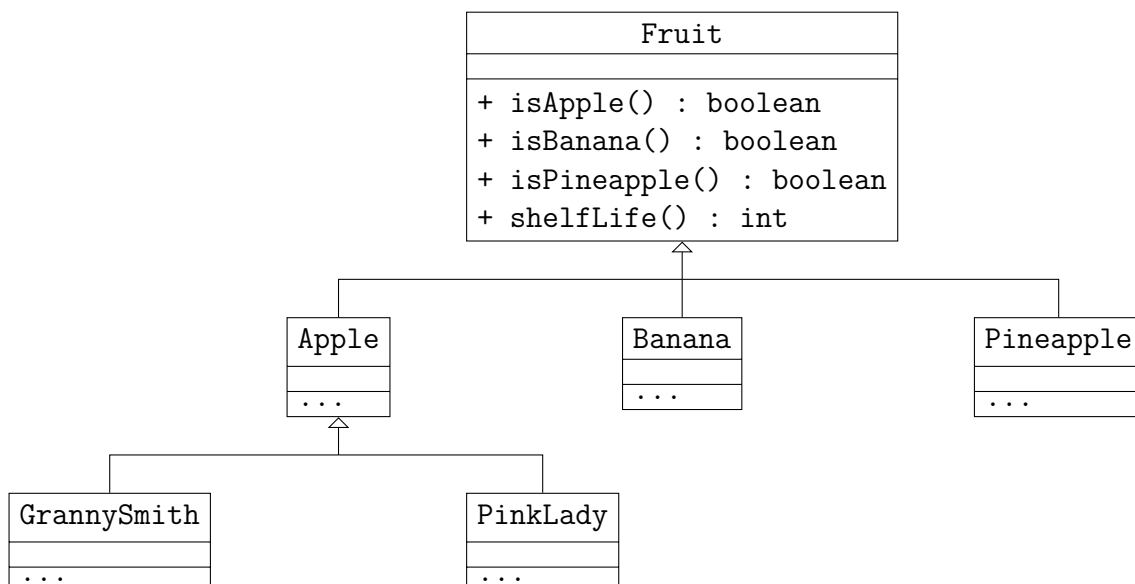 Fruit
+ isApple() : boolean
+ isBanana() : boolean
+ isPineapple() : boolean
+ shelfLife() : int
Apple
...
Banana
...
Pineapple
...
GrannySmith
...
PinkLady
...